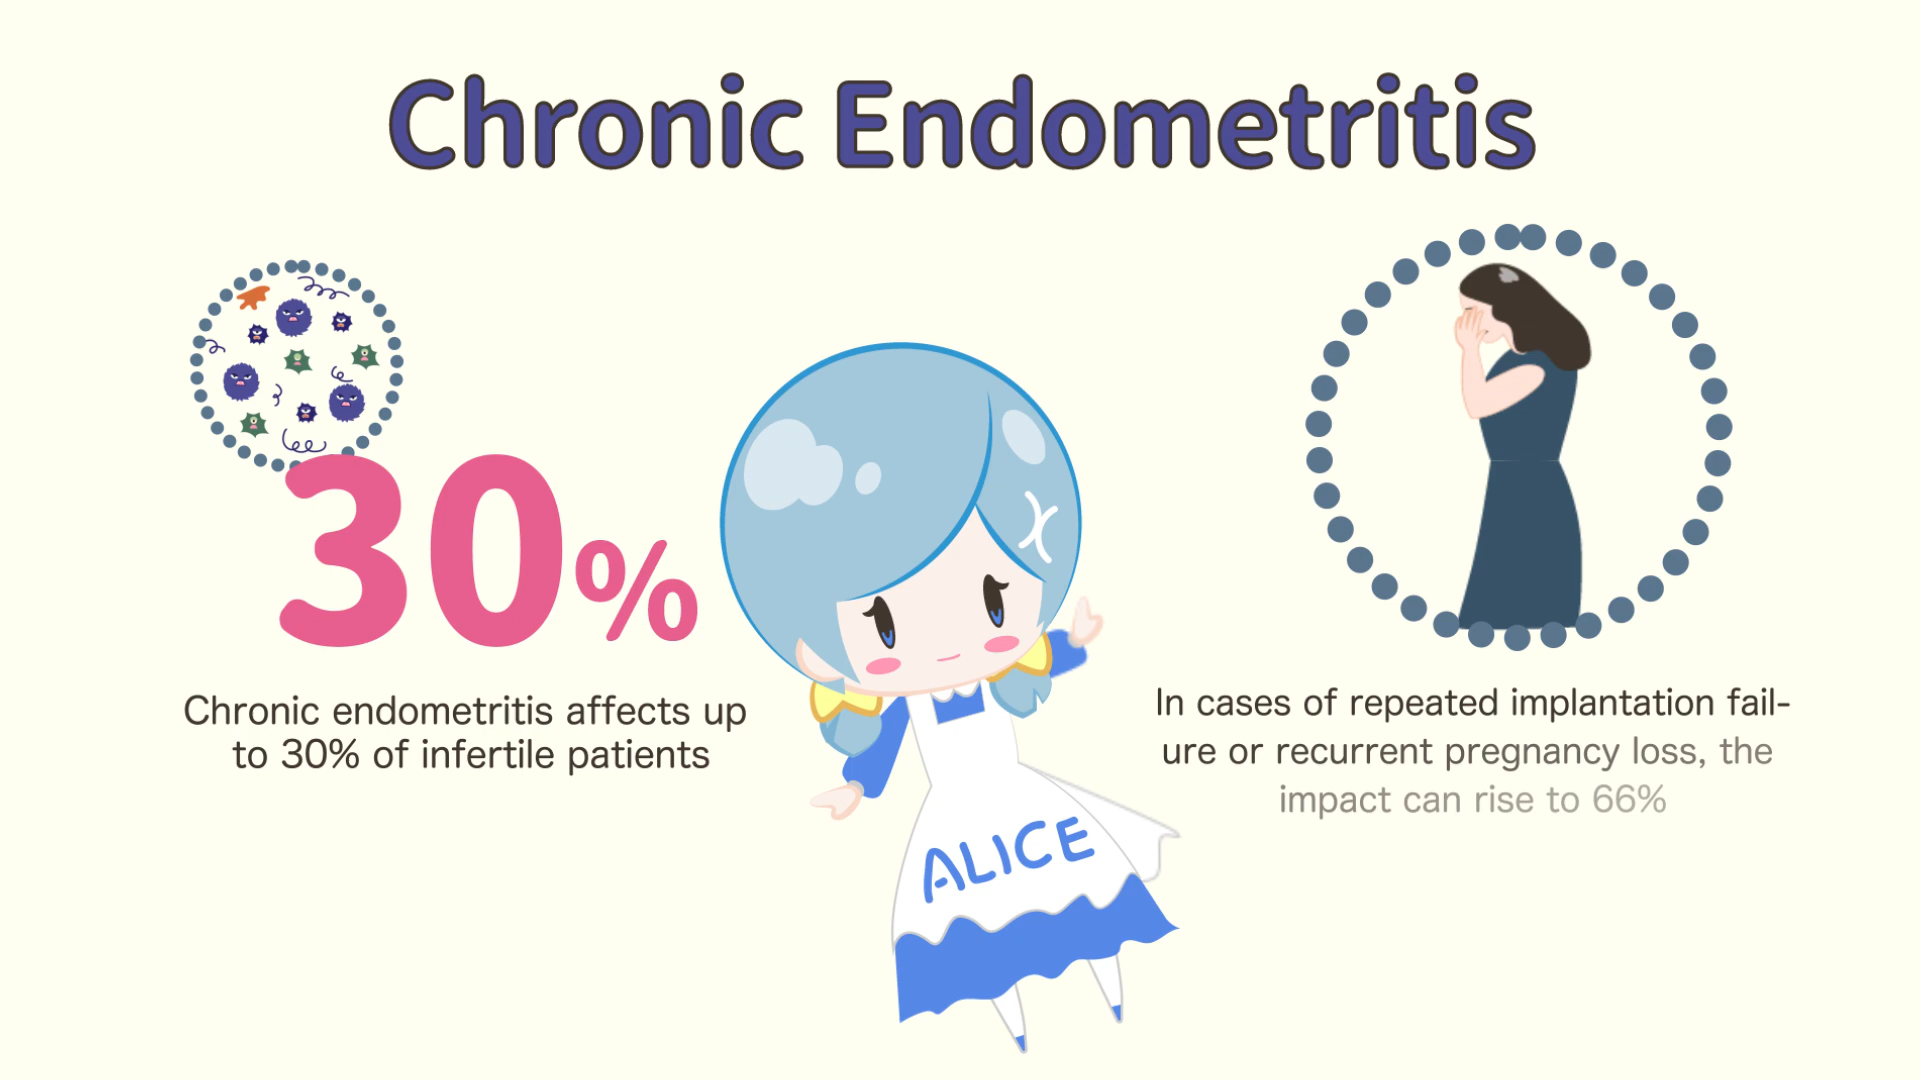 Chronic Endometritis
30%
Chronic endometritis affects up
to 30% of infertile patients
ALICE
In cases of repeated implantation fail-
ure or recurrent pregnancy loss, the
impact can rise to 66%